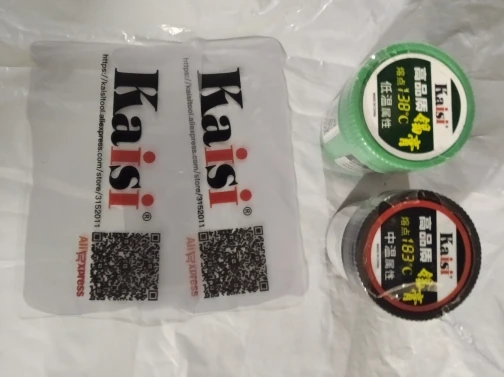 Kaisi®
https://kaisitool.aliexpress.com/store/3152011
AliExpress
Kaisi®
https://kaisitool.aliexpress.com/store/3152011
AliExpress
Kaisi
高品质
锡膏
熔点138℃
低温属性
Kaisi
高品质
锡膏
熔点183℃
中温属性